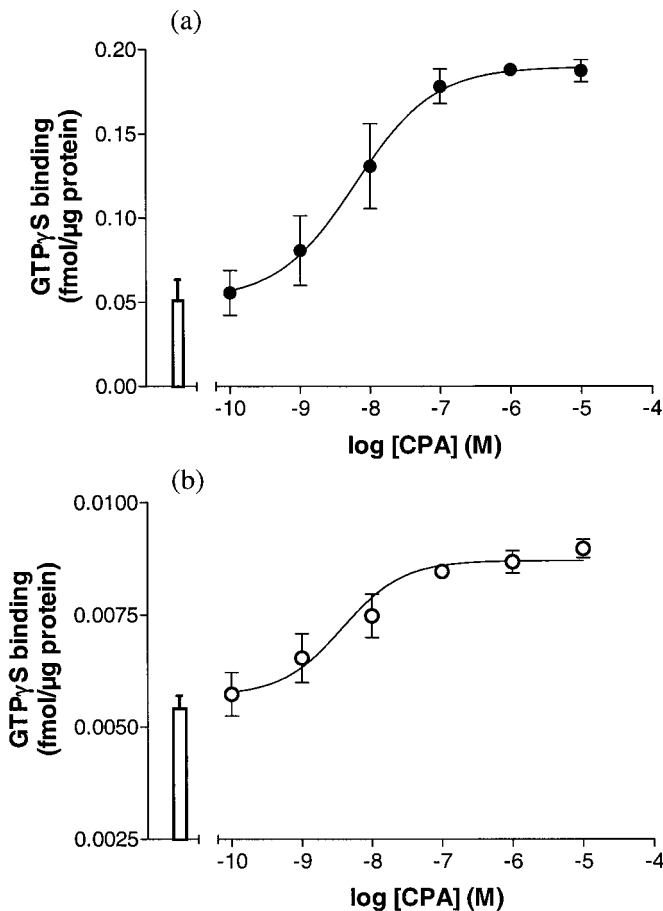 (a)
GTPγS binding
(fmol/µg protein)
0.20
0.15
0.10
0.05
0.00
-10 -9 -8 -7 -6 -5 -4
log [CPA] (M)
(b)
GTPγS binding
(fmol/µg protein)
0.0100
0.0075
0.0050
0.0025
-10 -9 -8 -7 -6 -5 -4
log [CPA] (M)